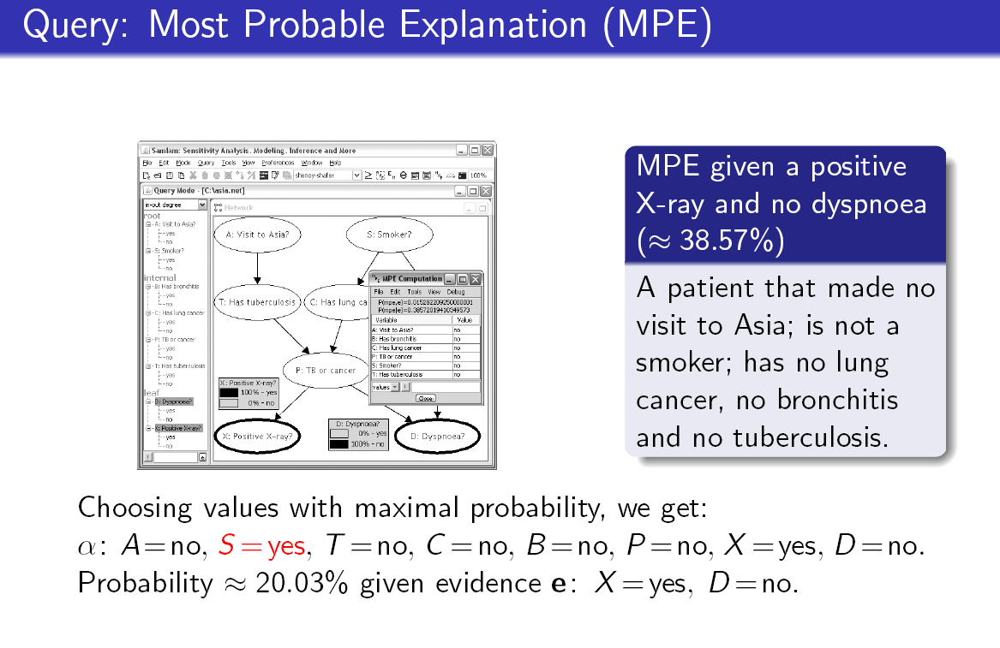 Query: Most Probable Explanation (MPE)
SamIam: Sensitivity Analysis, Modeling, Inference and More
File Edit Mode Query Tools View Preferences Window Help
shenoy-shafer
100%
Query Mode - [C:\asia.net]
in-out degree
root
A: Visit to Asia?
yes
no
S: Smoker?
yes
no
internal
B: Has bronchitis
yes
no
C: Has lung cancer
yes
no
P: TB or cancer
yes
no
T: Has tuberculosis
yes
no
leaf
D: Dyspnoea?
yes
no
X: Positive X-ray?
yes
no
Network
A: Visit to Asia?
S: Smoker?
T: Has tuberculosis
C: Has lung ca
P: TB or cancer
X: Positive X-ray?
100% - yes
0% - no
X: Positive X-ray?
D: Dyspnoea?
0% - yes
100% - no
D: Dyspnoea?
MPE Computation
File Edit Tools View Debug
P(mpe,e)=0.015282209250000001
P(mpe|e)=0.38572019410349573
Variable Value
A: Visit to Asia? no
B: Has bronchitis no
C: Has lung cancer no
P: TB or cancer no
S: Smoker? no
T: Has tuberculosis no
values
Close
MPE given a positive
X-ray and no dyspnoea
(≈ 38.57%)
A patient that made no
visit to Asia; is not a
smoker; has no lung
cancer, no bronchitis
and no tuberculosis.
Choosing values with maximal probability, we get:
α: A=no, S=yes, T=no, C=no, B=no, P=no, X=yes, D=no.
Probability ≈ 20.03% given evidence e: X=yes, D=no.